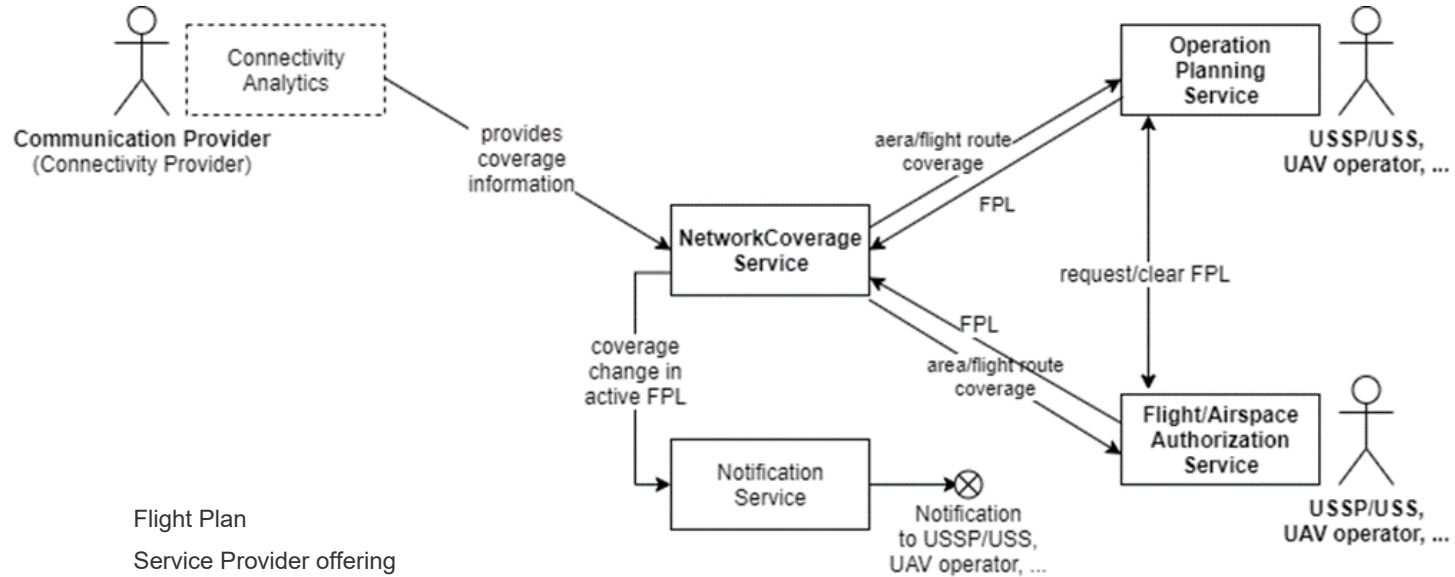 Connectivity
Analytics
Communication Provider
(Connectivity Provider)
provides
coverage
information
Operation
Planning
Service
USSP/USS,
UAV operator, ...
aera/flight route
coverage
FPL
NetworkCoverage
Service
request/clear FPL
FPL
area/flight route
coverage
coverage
change in
active FPL
Flight/Airspace
Authorization
Service
USSP/USS,
UAV operator, ...
Notification
Service
Notification
to USSP/USS,
UAV operator, ...
Flight Plan
Service Provider offering